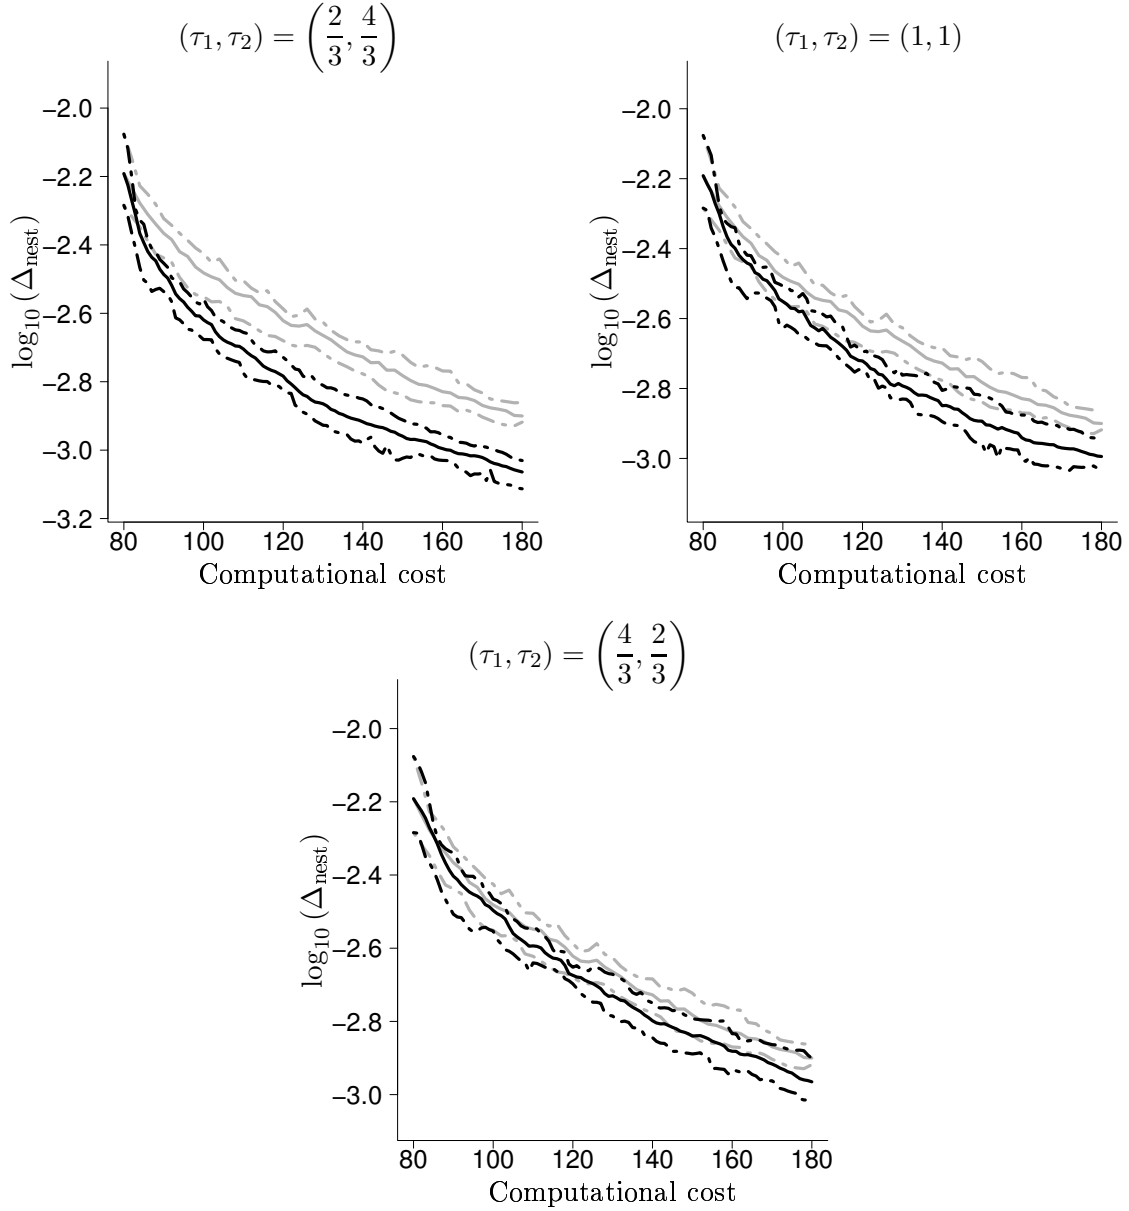 (τ₁, τ₂) = (2/3, 4/3)
−2.0
−2.2
−2.4
−2.6
−2.8
−3.0
−3.2
log₁₀ (Δnest)
80 100 120 140 160 180
Computational cost
(τ₁, τ₂) = (1, 1)
−2.0
−2.2
−2.4
−2.6
−2.8
−3.0
log₁₀ (Δnest)
80 100 120 140 160 180
Computational cost
(τ₁, τ₂) = (4/3, 2/3)
−2.0
−2.2
−2.4
−2.6
−2.8
−3.0
log₁₀ (Δnest)
80 100 120 140 160 180
Computational cost